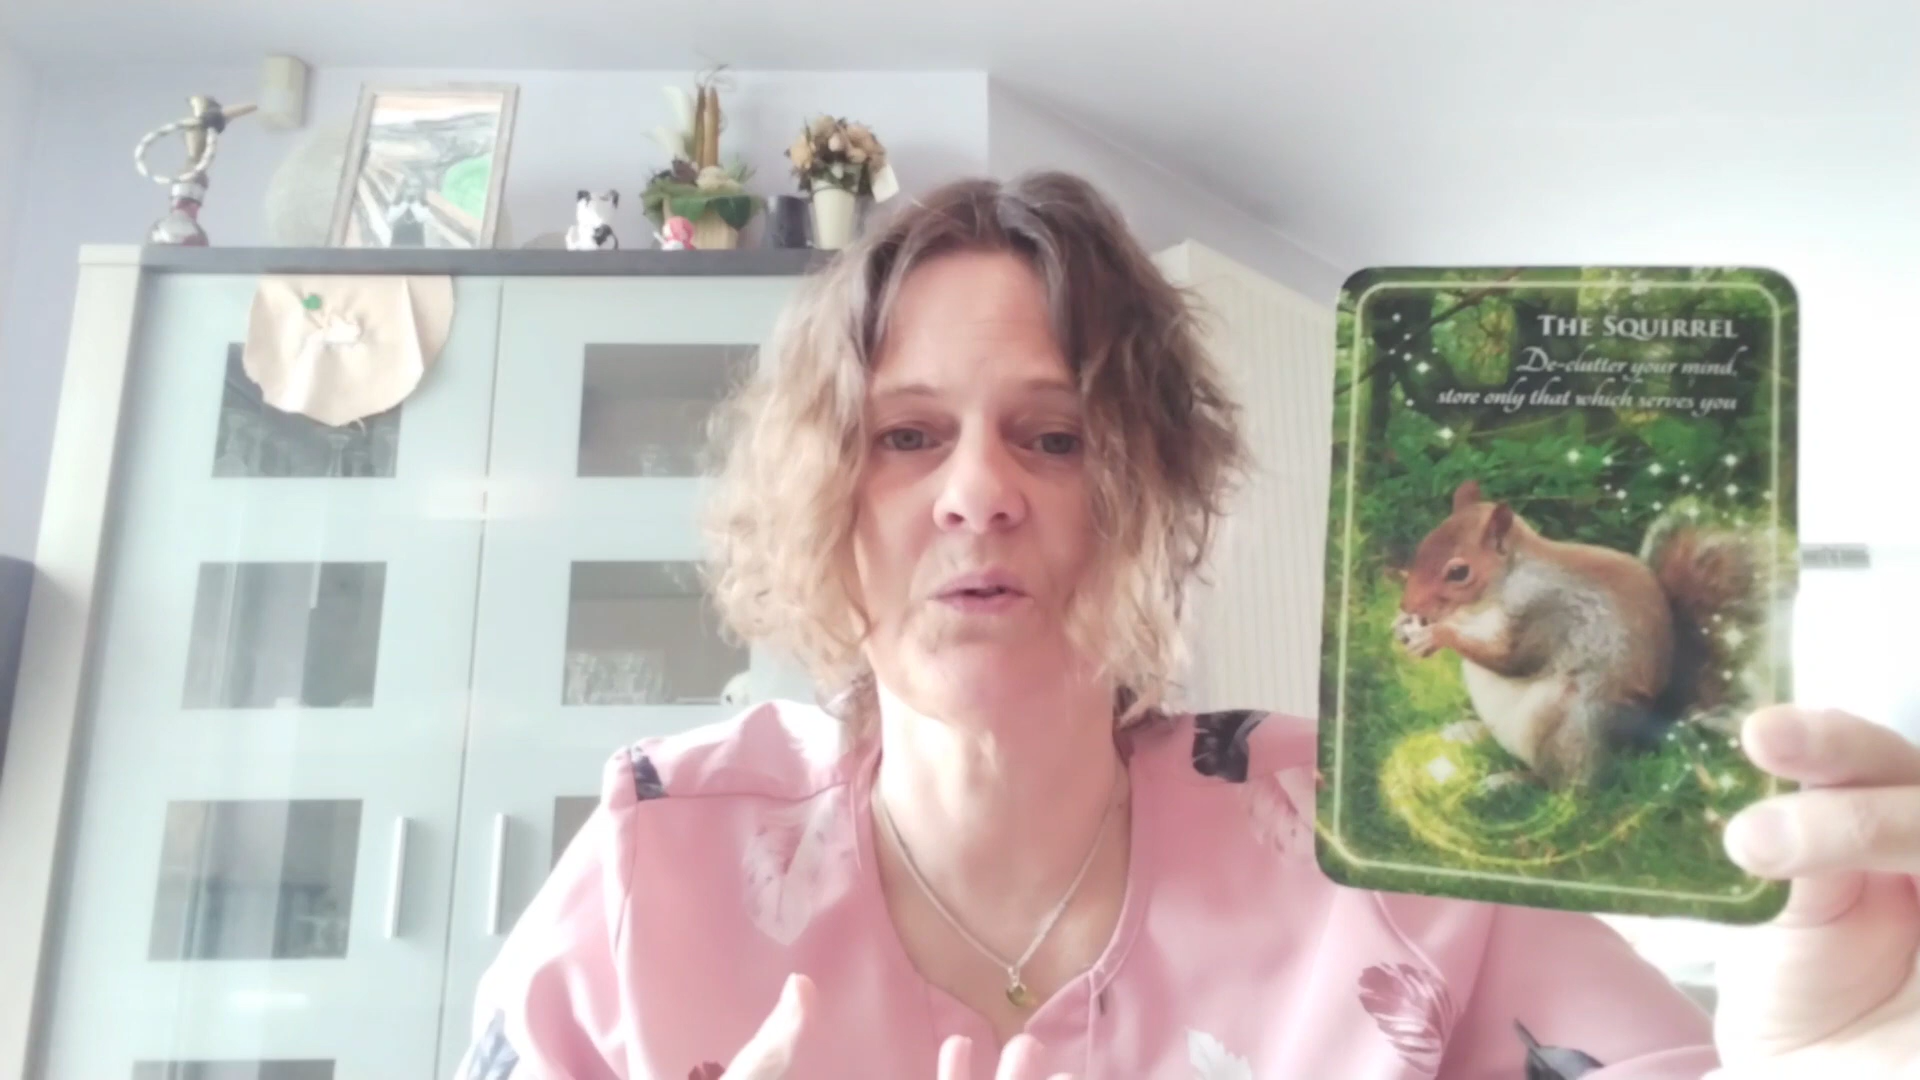 THE SQUIRREL
De-clutter your mind,
store only that which serves you